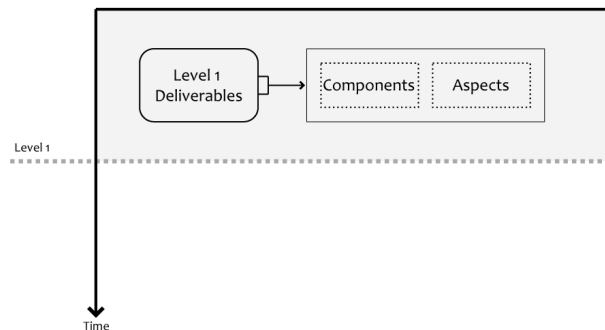 Level 1
Deliverables
Components
Aspects
Level 1
Time